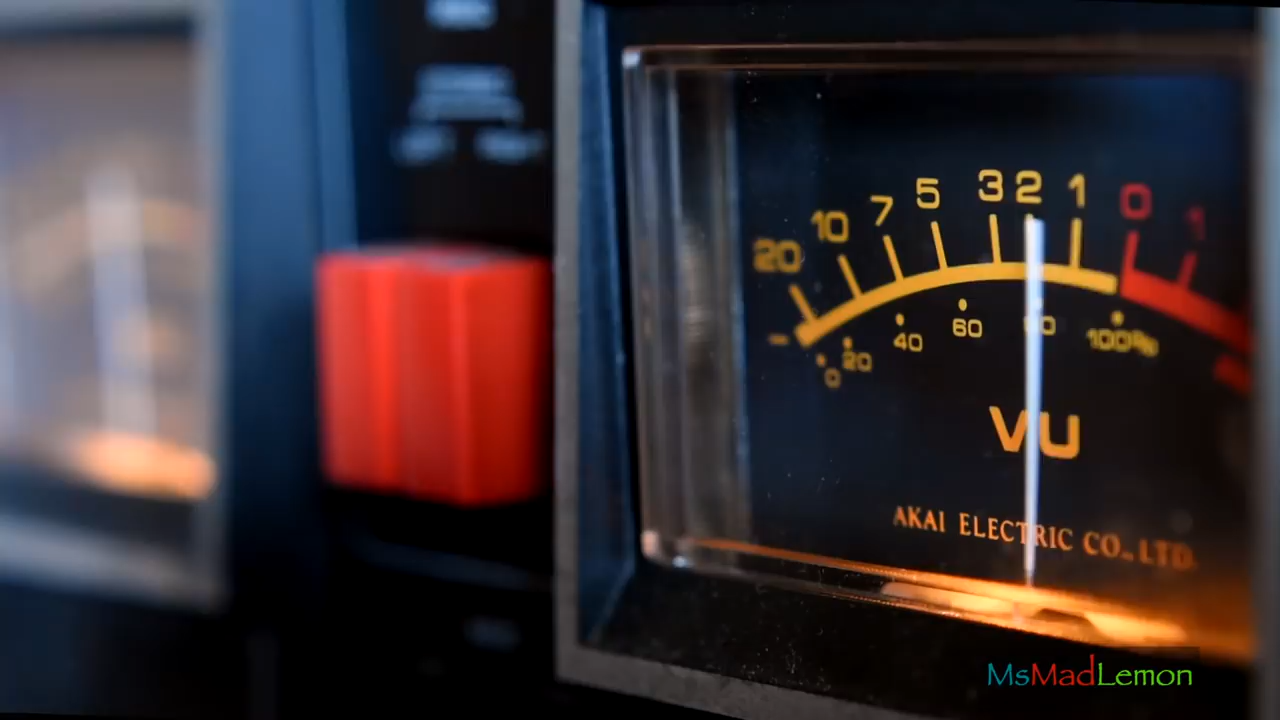 20 10 7 5 3 2 1 0 1
0 20 40 60 80 100%
VU
AKAI ELECTRIC CO., LTD.
MsMadLemon